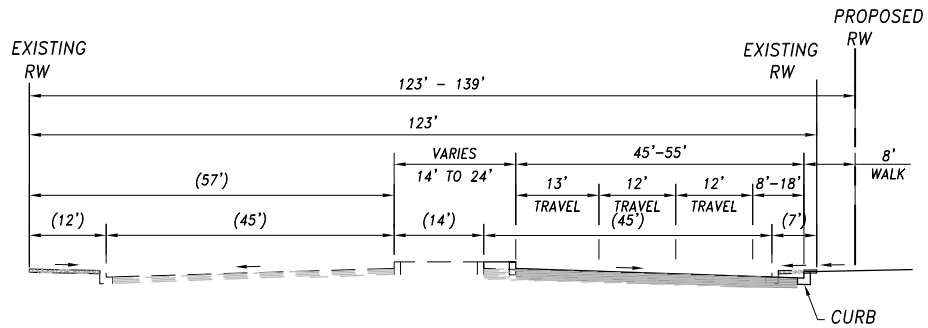 PROPOSED
RW
EXISTING
RW
EXISTING
RW
123' - 139'
123'
VARIES
14' TO 24'
45'-55'
8'
WALK
(57')
13'
TRAVEL
12'
TRAVEL
12'
TRAVEL
8'-18'
(12')
(45')
(14')
(45')
(7')
CURB